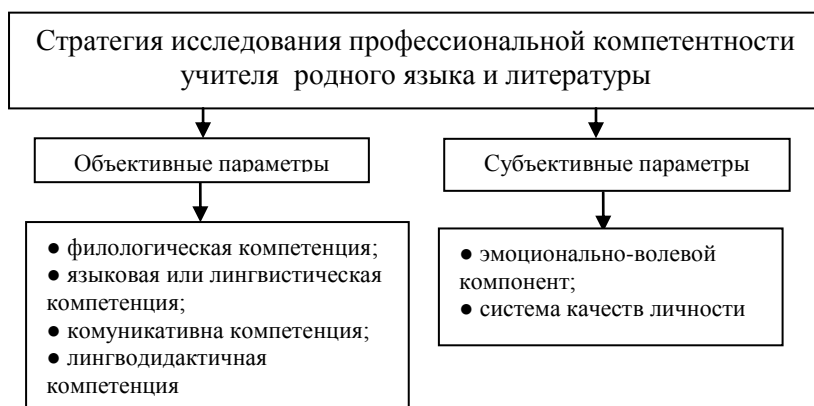 Стратегия исследования профессиональной компетентности
учителя родного языка и литературы
Объективные параметры
Субъективные параметры
● филологическая компетенция;
● языковая или лингвистическая
компетенция;
● комуникативна компетенция;
● лингводидактичная
компетенция
● эмоционально-волевой
компонент;
● система качеств личности